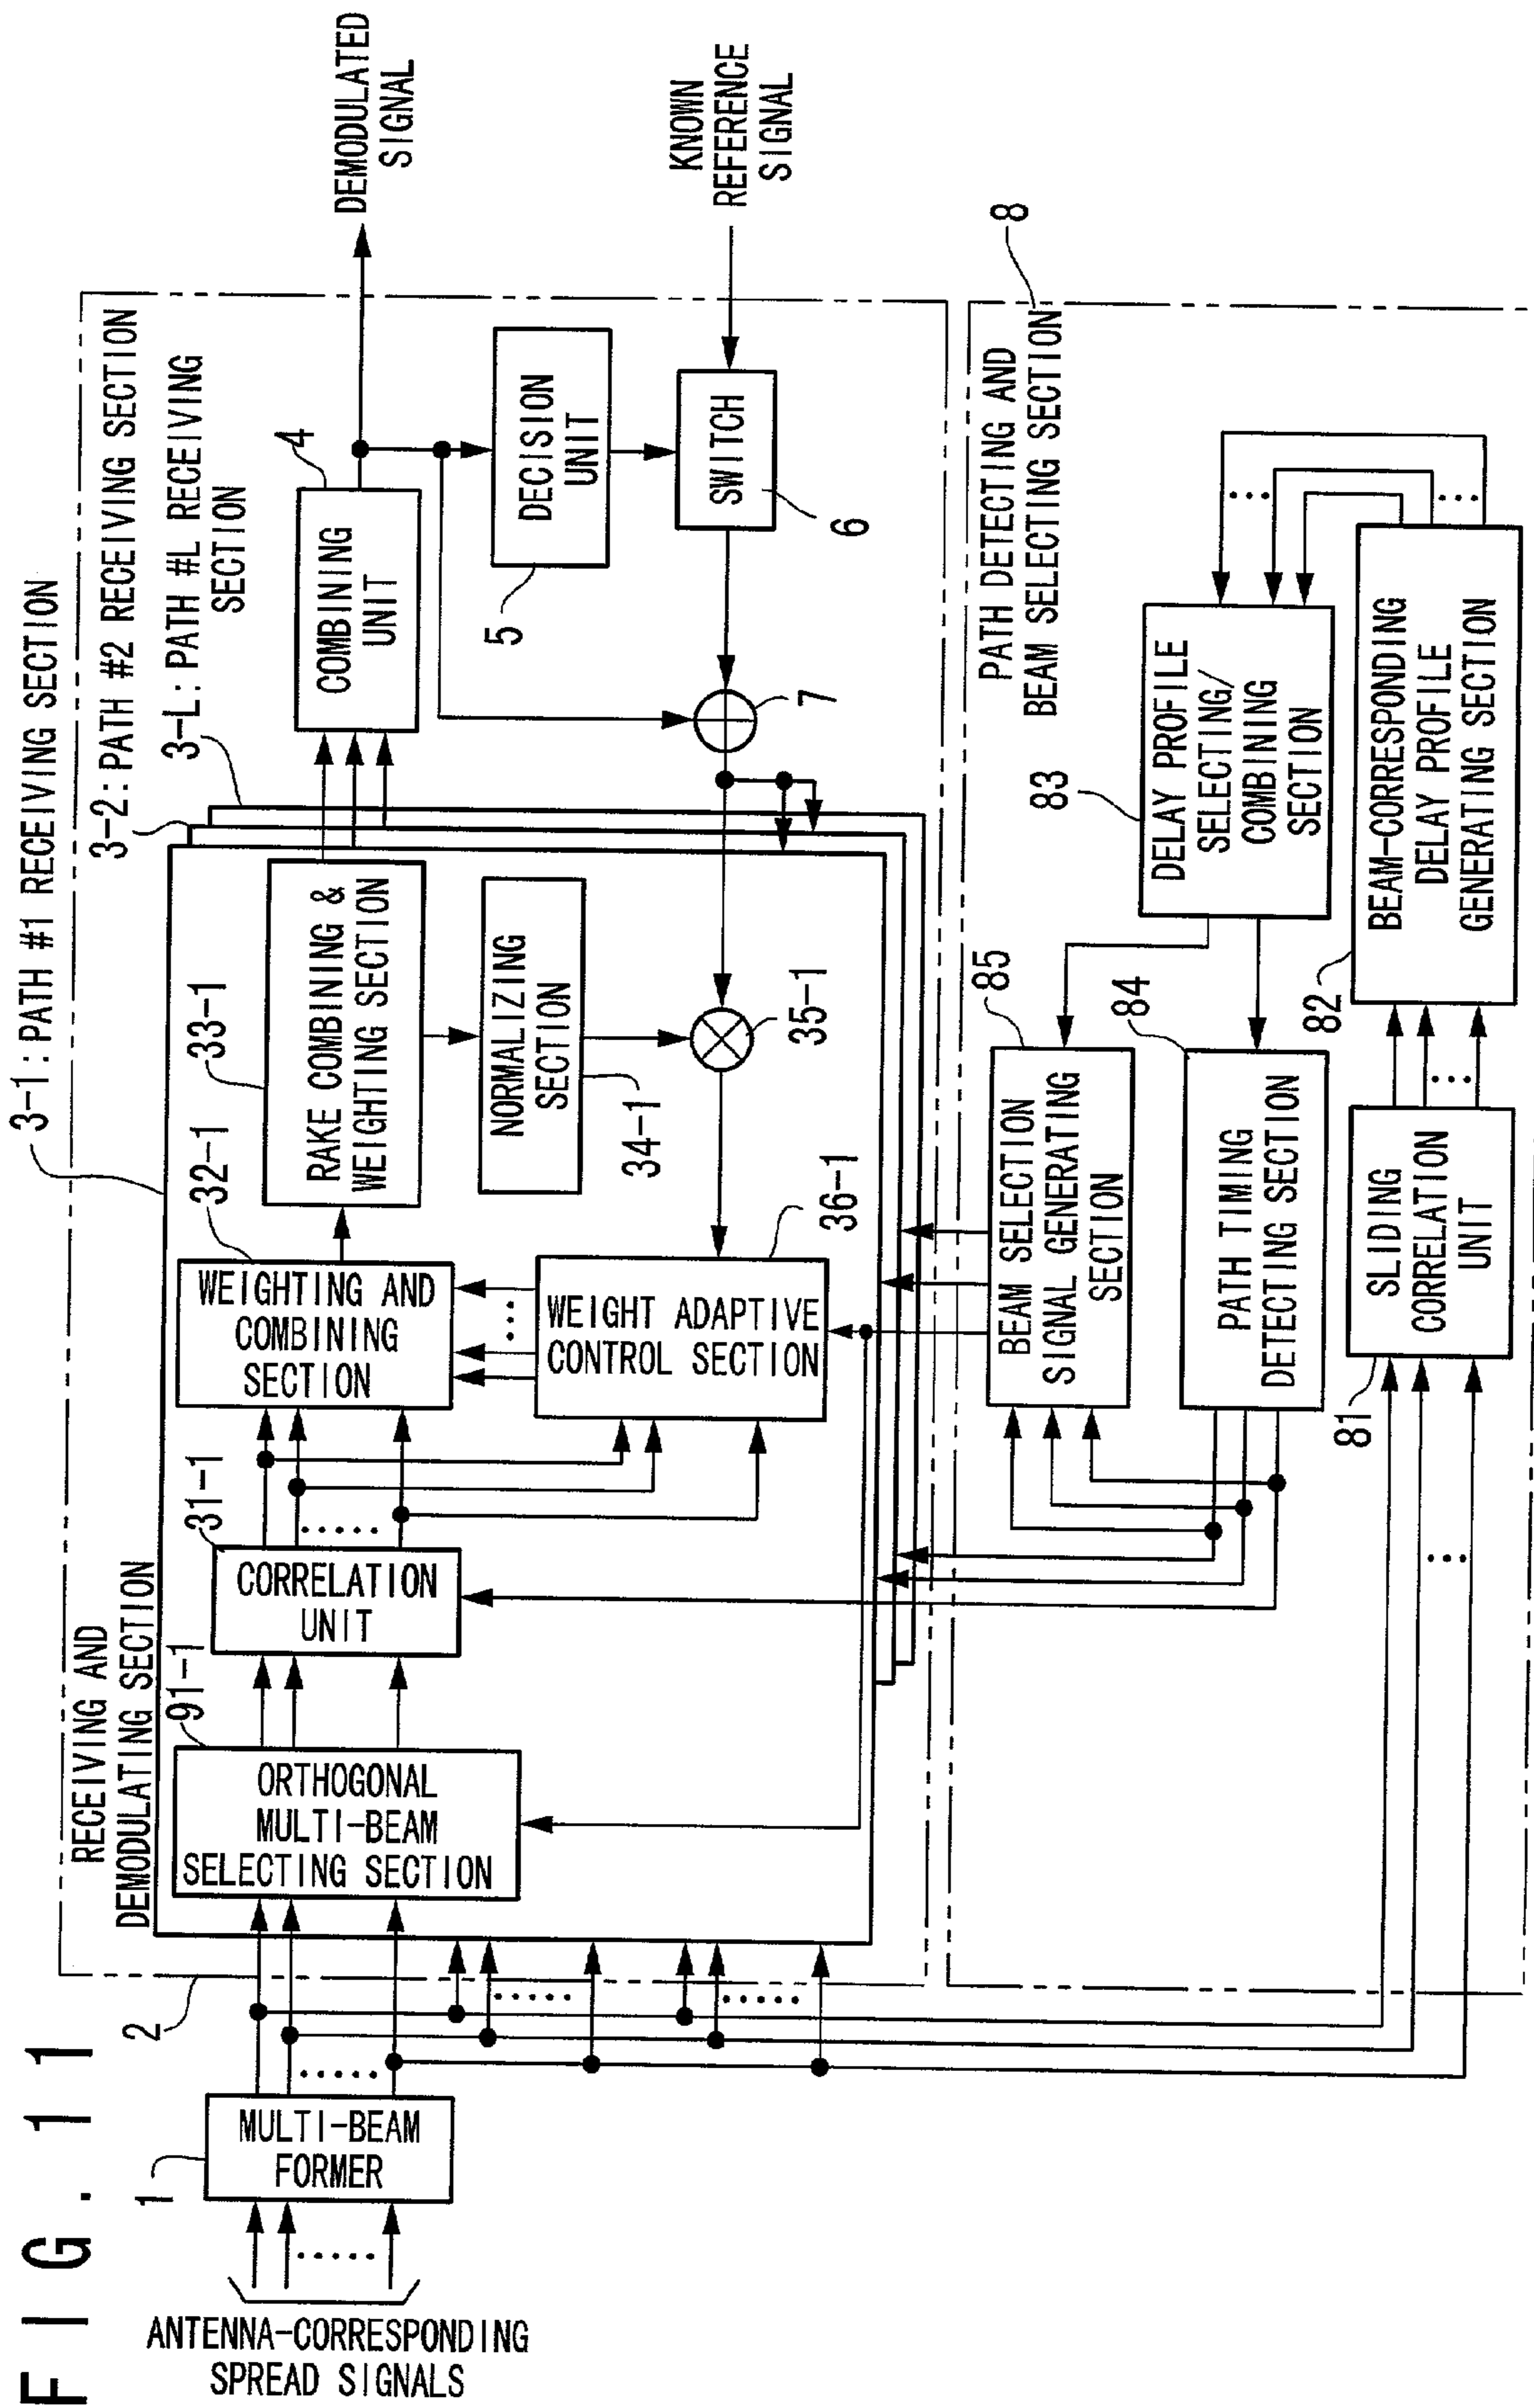 FIG. 11
ANTENNA-CORRESPONDING
SPREAD SIGNALS
1
MULTI-BEAM
FORMER
2
RECEIVING AND
DEMODULATING SECTION
3-1: PATH #1 RECEIVING SECTION
3-2: PATH #2 RECEIVING SECTION
3-L: PATH #L RECEIVING
SECTION
91-1
ORTHOGONAL
MULTI-BEAM
SELECTING SECTION
31-1
CORRELATION
UNIT
32-1
WEIGHTING AND
COMBINING
SECTION
33-1
RAKE COMBINING &
WEIGHTING SECTION
NORMALIZING
SECTION
34-1
35-1
36-1
WEIGHT ADAPTIVE
CONTROL SECTION
4
COMBINING
UNIT
DEMODULATED
SIGNAL
5
DECISION
UNIT
SWITCH
6
KNOWN
REFERENCE
SIGNAL
7
PATH DETECTING AND
BEAM SELECTING SECTION
8
85
BEAM SELECTION
SIGNAL GENERATING
SECTION
84
PATH TIMING
DETECTING SECTION
83
DELAY PROFILE
SELECTING/
COMBINING
SECTION
81
SLIDING
CORRELATION
UNIT
82
BEAM-CORRESPONDING
DELAY PROFILE
GENERATING SECTION